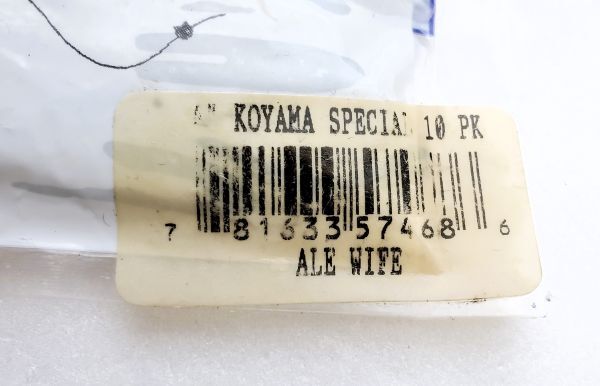 KOYAMA SPECIAL 10 PK
7 81633 57468 6
ALE WIFE